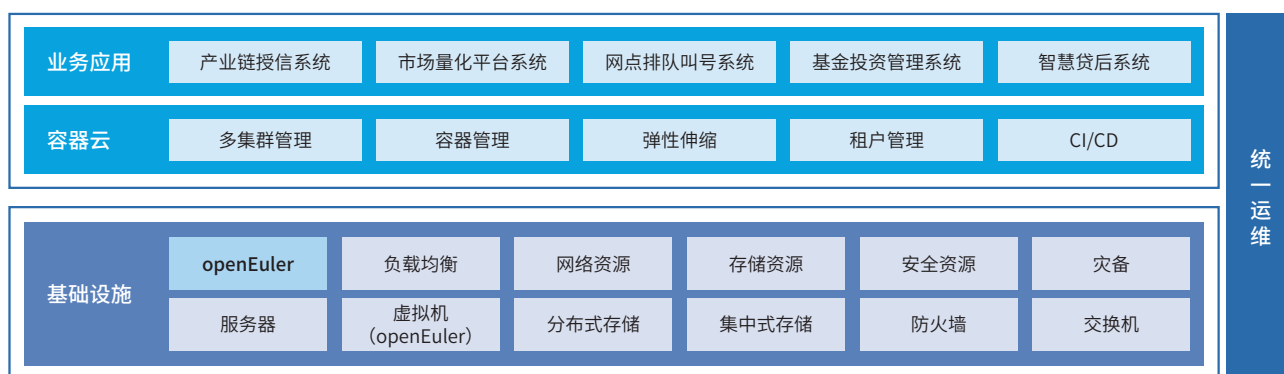 业务应用
产业链授信系统
市场量化平台系统
网点排队叫号系统
基金投资管理系统
智慧贷后系统
容器云
多集群管理
容器管理
弹性伸缩
租户管理
CI/CD
基础设施
openEuler
负载均衡
网络资源
存储资源
安全资源
灾备
服务器
虚拟机
（openEuler）
分布式存储
集中式存储
防火墙
交换机
统一运维